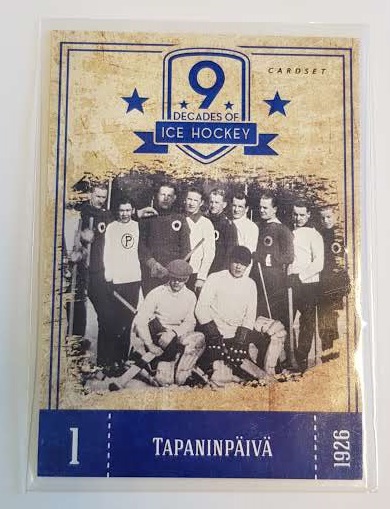 CARDSET
9
DECADES OF
ICE HOCKEY
P
1
TAPANINPÄIVÄ
1926